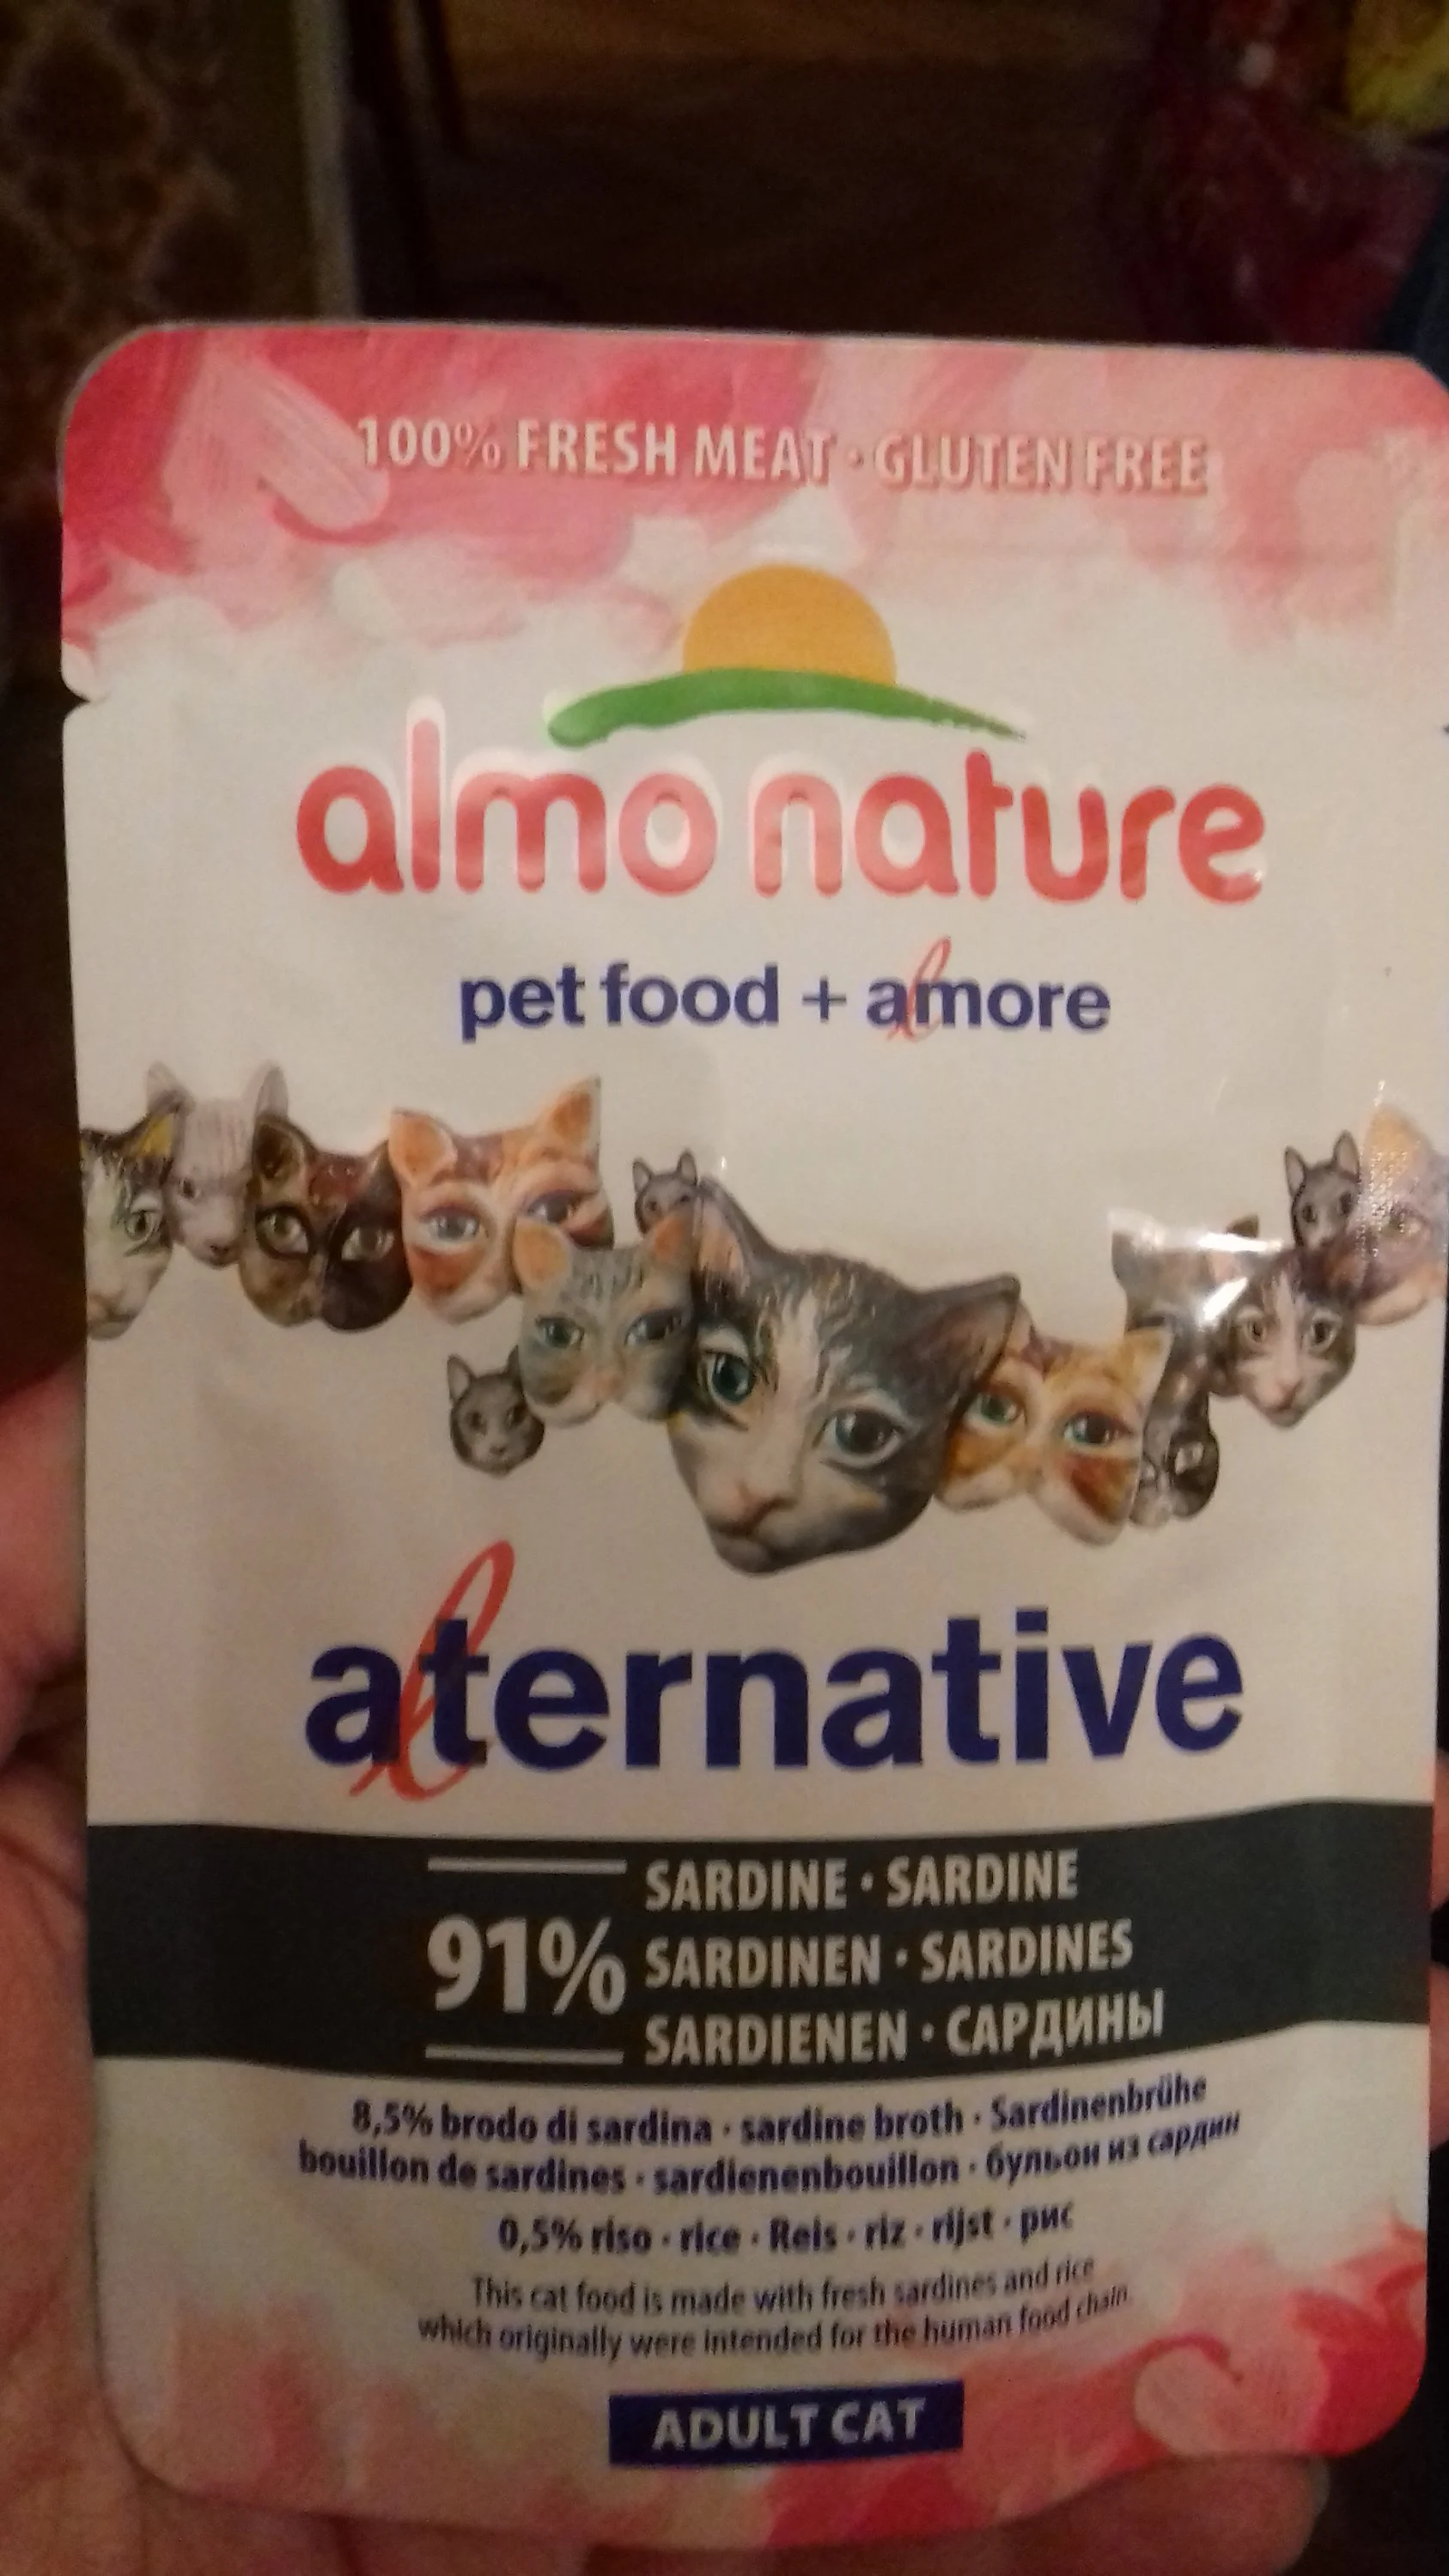 100% FRESH MEAT · GLUTEN FREE
almo nature
pet food + almore
alternative
91%
SARDINE · SARDINE
SARDINEN · SARDINES
SARDIENEN · САРДИНЫ
8,5% brodo di sardina · sardine broth · Sardinenbrühe
bouillon de sardines · sardienenbouillon · бульон из сардин
0,5% riso · rice · Reis · riz · rijst · рис
This cat food is made with fresh sardines and rice
which originally were intended for the human food chain.
ADULT CAT